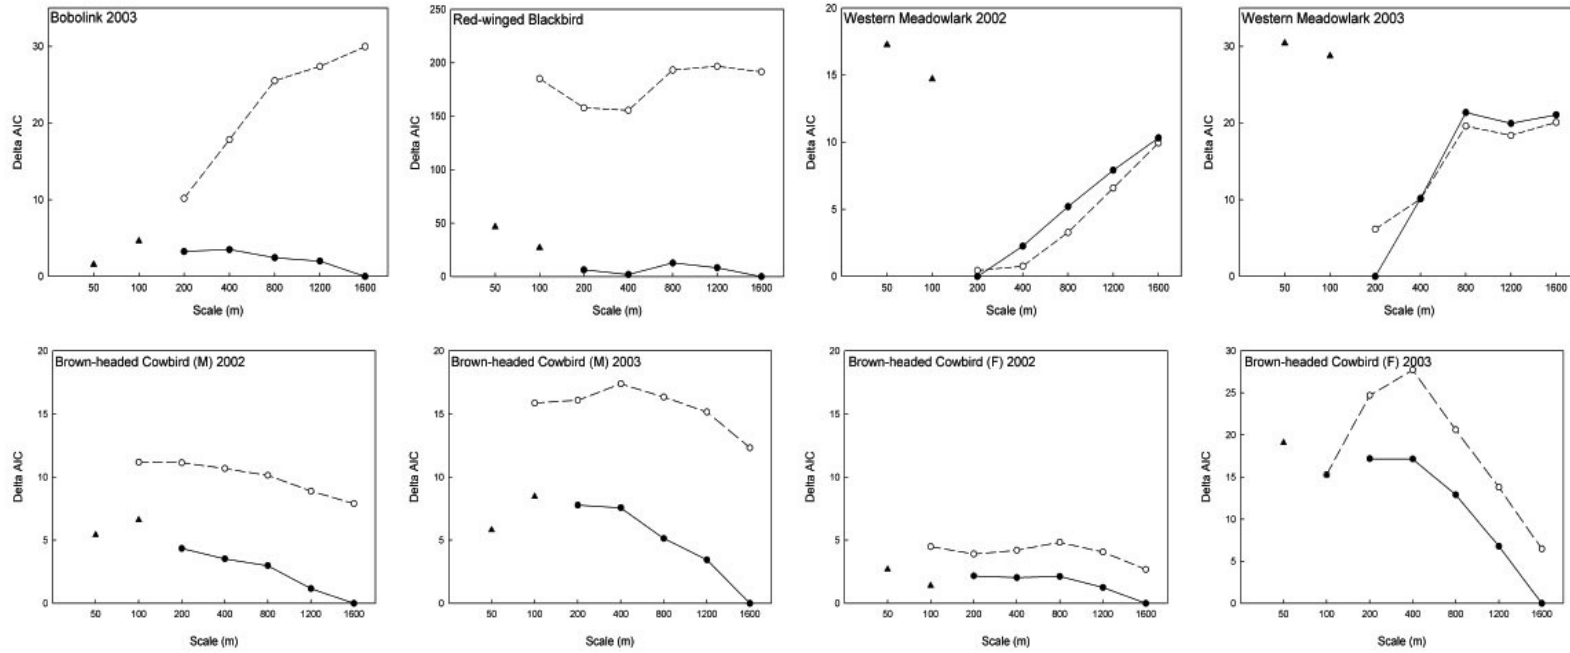 Bobolink 2003
Delta AIC
30
20
10
0
50 100 200 400 800 1200 1600
Scale (m)
Red-winged Blackbird
Delta AIC
250
200
150
100
50
0
50 100 200 400 800 1200 1600
Scale (m)
Western Meadowlark 2002
Delta AIC
20
15
10
5
0
50 100 200 400 800 1200 1600
Scale (m)
Western Meadowlark 2003
Delta AIC
30
20
10
0
50 100 200 400 800 1200 1600
Scale (m)
Brown-headed Cowbird (M) 2002
Delta AIC
20
15
10
5
0
50 100 200 400 800 1200 1600
Scale (m)
Brown-headed Cowbird (M) 2003
Delta AIC
20
15
10
5
0
50 100 200 400 800 1200 1600
Scale (m)
Brown-headed Cowbird (F) 2002
Delta AIC
20
15
10
5
0
50 100 200 400 800 1200 1600
Scale (m)
Brown-headed Cowbird (F) 2003
Delta AIC
30
25
20
15
10
5
0
50 100 200 400 800 1200 1600
Scale (m)